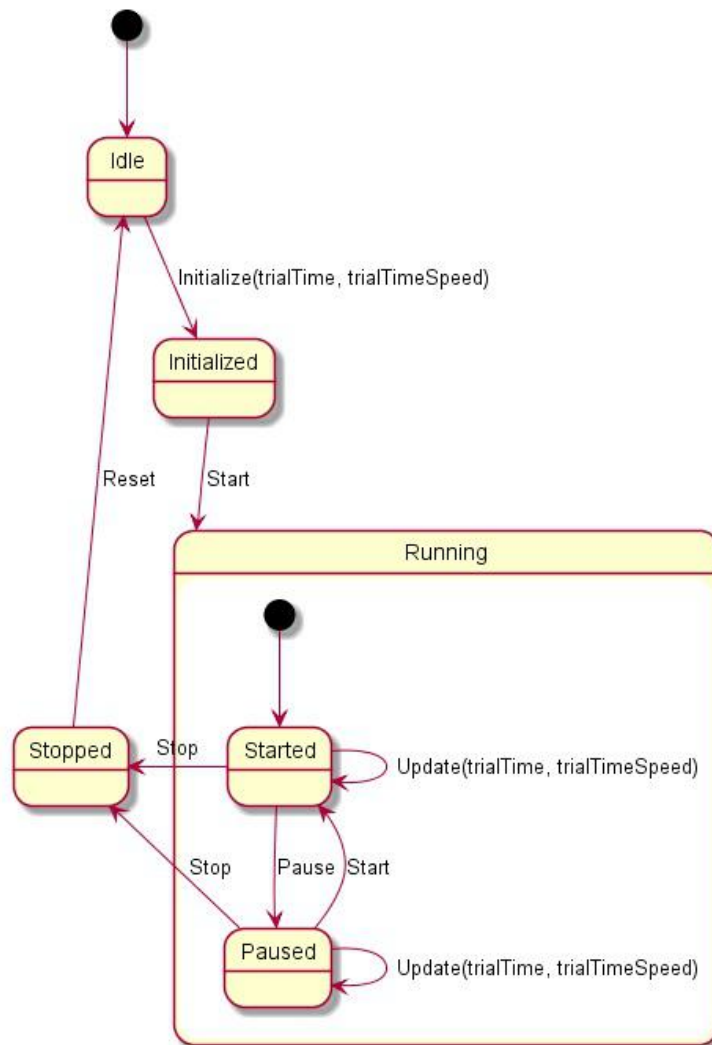 Idle
Initialize(trialTime, trialTimeSpeed)
Initialized
Reset
Start
Running
Stopped
Stop
Started
Update(trialTime, trialTimeSpeed)
Stop
Pause
Start
Paused
Update(trialTime, trialTimeSpeed)